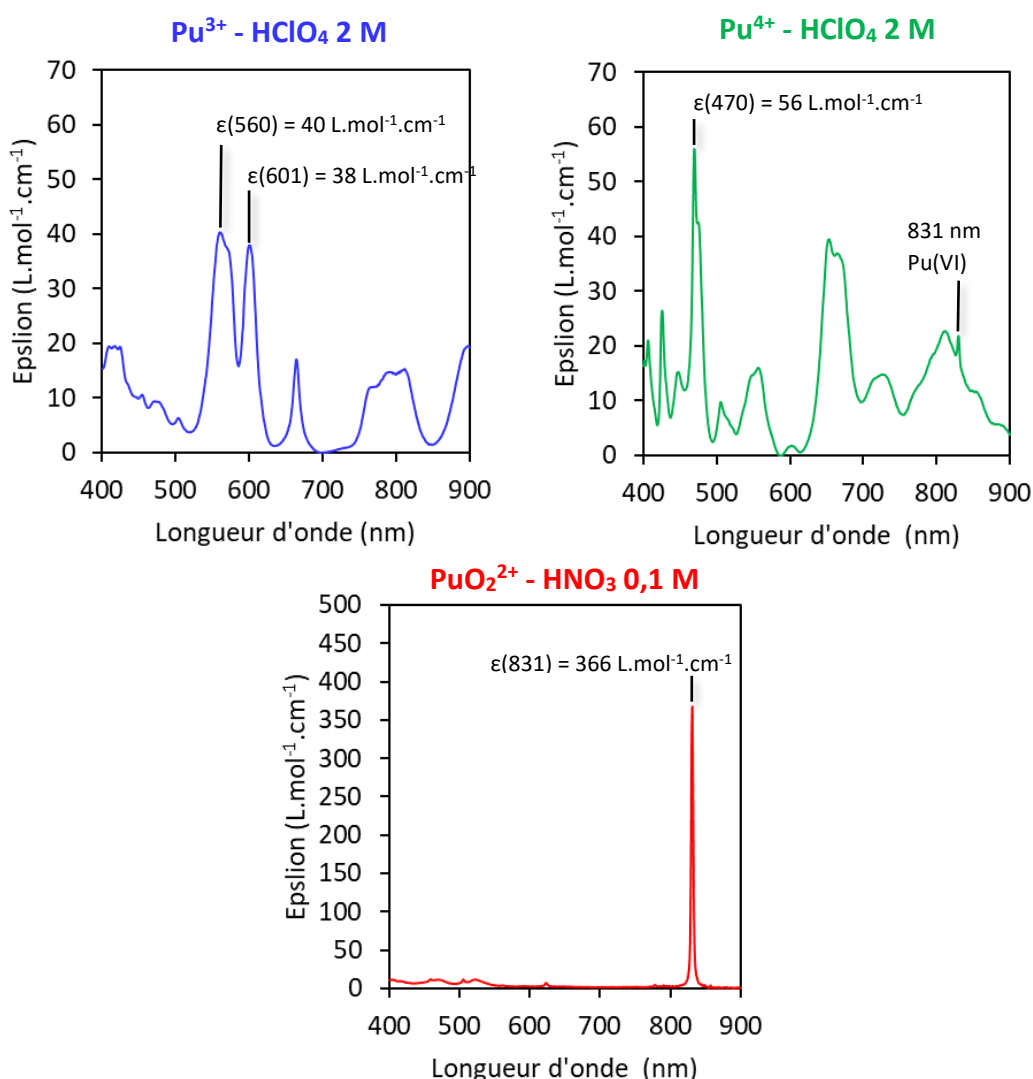 Pu³⁺ - HClO₄ 2 M
70
60
50
40
30
20
10
0
Epslion (L.mol⁻¹.cm⁻¹)
ε(560) = 40 L.mol⁻¹.cm⁻¹
ε(601) = 38 L.mol⁻¹.cm⁻¹
400 500 600 700 800 900
Longueur d'onde (nm)
Pu⁴⁺ - HClO₄ 2 M
70
60
50
40
30
20
10
0
Epslion (L.mol⁻¹.cm⁻¹)
ε(470) = 56 L.mol⁻¹.cm⁻¹
831 nm
Pu(VI)
400 500 600 700 800 900
Longueur d'onde (nm)
PuO₂²⁺ - HNO₃ 0,1 M
500
450
400
350
300
250
200
150
100
50
0
Epslion (L.mol⁻¹.cm⁻¹)
ε(831) = 366 L.mol⁻¹.cm⁻¹
400 500 600 700 800 900
Longueur d'onde (nm)